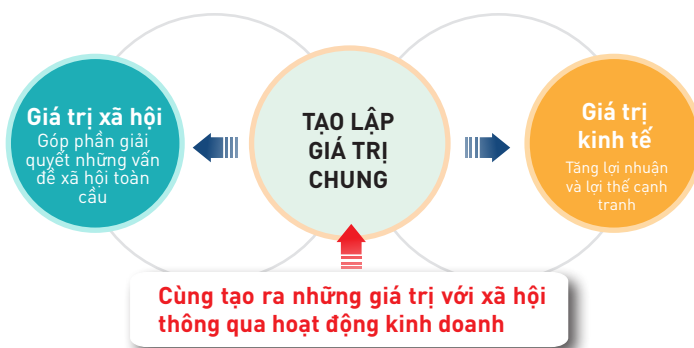 Giá trị xã hội
Góp phần giải
quyết những vấn
đề xã hội toàn
cầu
TẠO LẬP
GIÁ TRỊ
CHUNG
Giá trị
kinh tế
Tăng lợi nhuận
và lợi thế cạnh
tranh
Cùng tạo ra những giá trị với xã hội
thông qua hoạt động kinh doanh